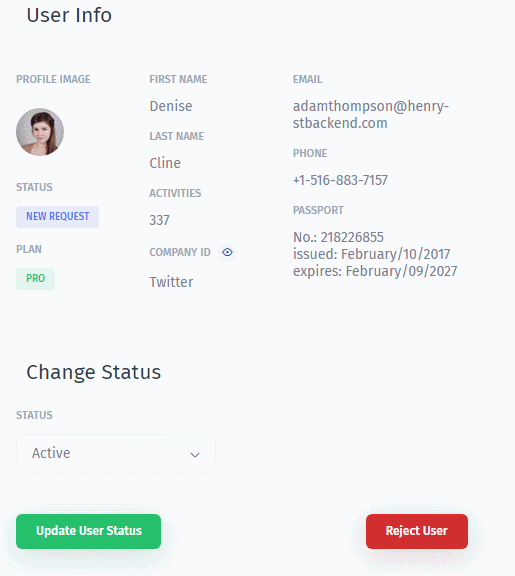 User Info
PROFILE IMAGE
STATUS
NEW REQUEST
PLAN
PRO
FIRST NAME
Denise
LAST NAME
Cline
ACTIVITIES
337
COMPANY ID
Twitter
EMAIL
adamthompson@henry-
stbackend.com
PHONE
+1-516-883-7157
PASSPORT
No.: 218226855
issued: February/10/2017
expires: February/09/2027
Change Status
STATUS
Active
Update User Status
Reject User